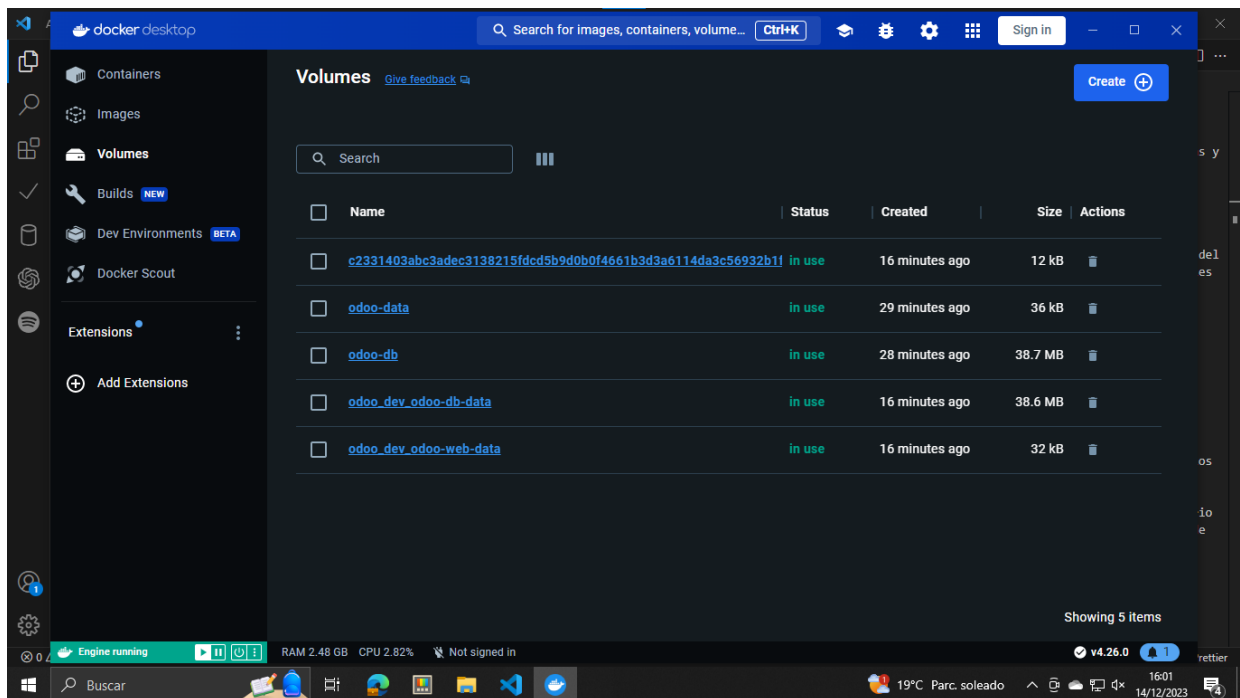 docker desktop
Search for images, containers, volume... Ctrl+K
Sign in
Containers
Images
Volumes
Builds NEW
Dev Environments BETA
Docker Scout
Extensions
Add Extensions
Volumes Give feedback
Create
Search
Name Status Created Size Actions
c2331403abc3adec3138215fdcd5b9d0b0f4661b3d3a6114da3c56932b1f in use 16 minutes ago 12 kB
odoo-data in use 29 minutes ago 36 kB
odoo-db in use 28 minutes ago 38.7 MB
odoo_dev_odoo-db-data in use 16 minutes ago 38.6 MB
odoo_dev_odoo-web-data in use 16 minutes ago 32 kB
Showing 5 items
s y
del
es
os
io
e
1
0
Engine running
RAM 2.48 GB CPU 2.82% Not signed in
v4.26.0 1
rettier
Buscar
19°C Parc. soleado
16:01
14/12/2023
4